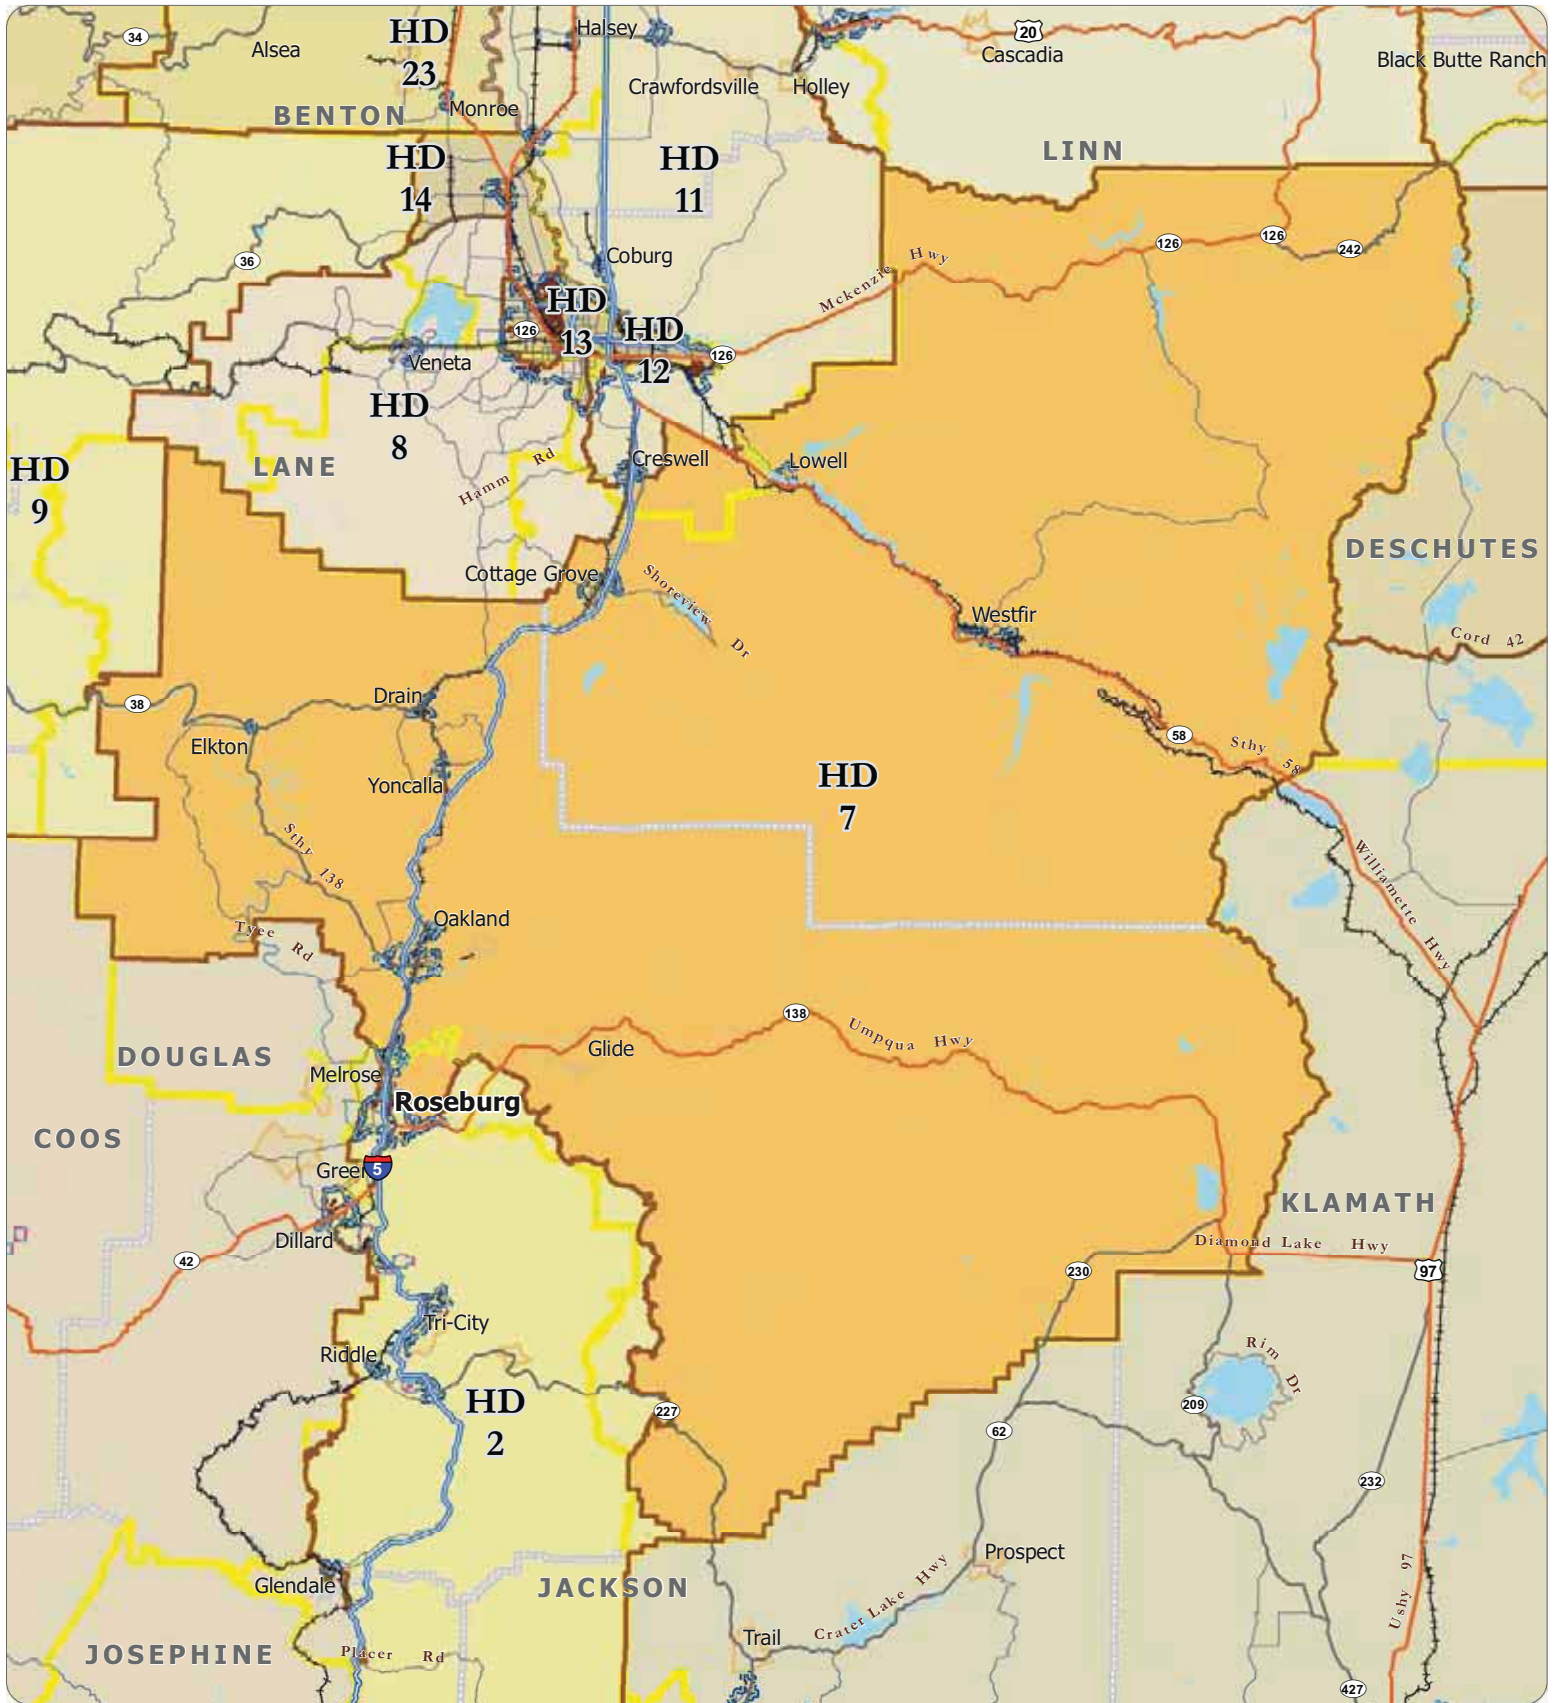 HD
23
34
Alsea
Halsey
20
Cascadia
Black Butte Ranch
Crawfordsville
Holley
Monroe
BENTON
HD
14
HD
11
LINN
36
Coburg
Mckenzie Hwy
126
126
242
HD
13
126
HD
12
126
Veneta
HD
8
LANE
Hamm Rd
Creswell
Lowell
HD
9
DESCHUTES
Cottage Grove
Shoreview Dr
Westfir
Cord 42
Drain
38
Elkton
58
Sthy 58
Yoncalla
HD
7
Sthy 138
Williamette Hwy
Oakland
Tyee Rd
138
Umpqua Hwy
Glide
DOUGLAS
Melrose
Roseburg
COOS
Green
5
KLAMATH
Dillard
Diamond Lake Hwy
42
230
97
Tri-City
Riddle
Rim Dr
HD
2
227
209
62
232
Prospect
Glendale
JACKSON
Crater Lake Hwy
Ushy 97
Trail
JOSEPHINE
Placer Rd
427